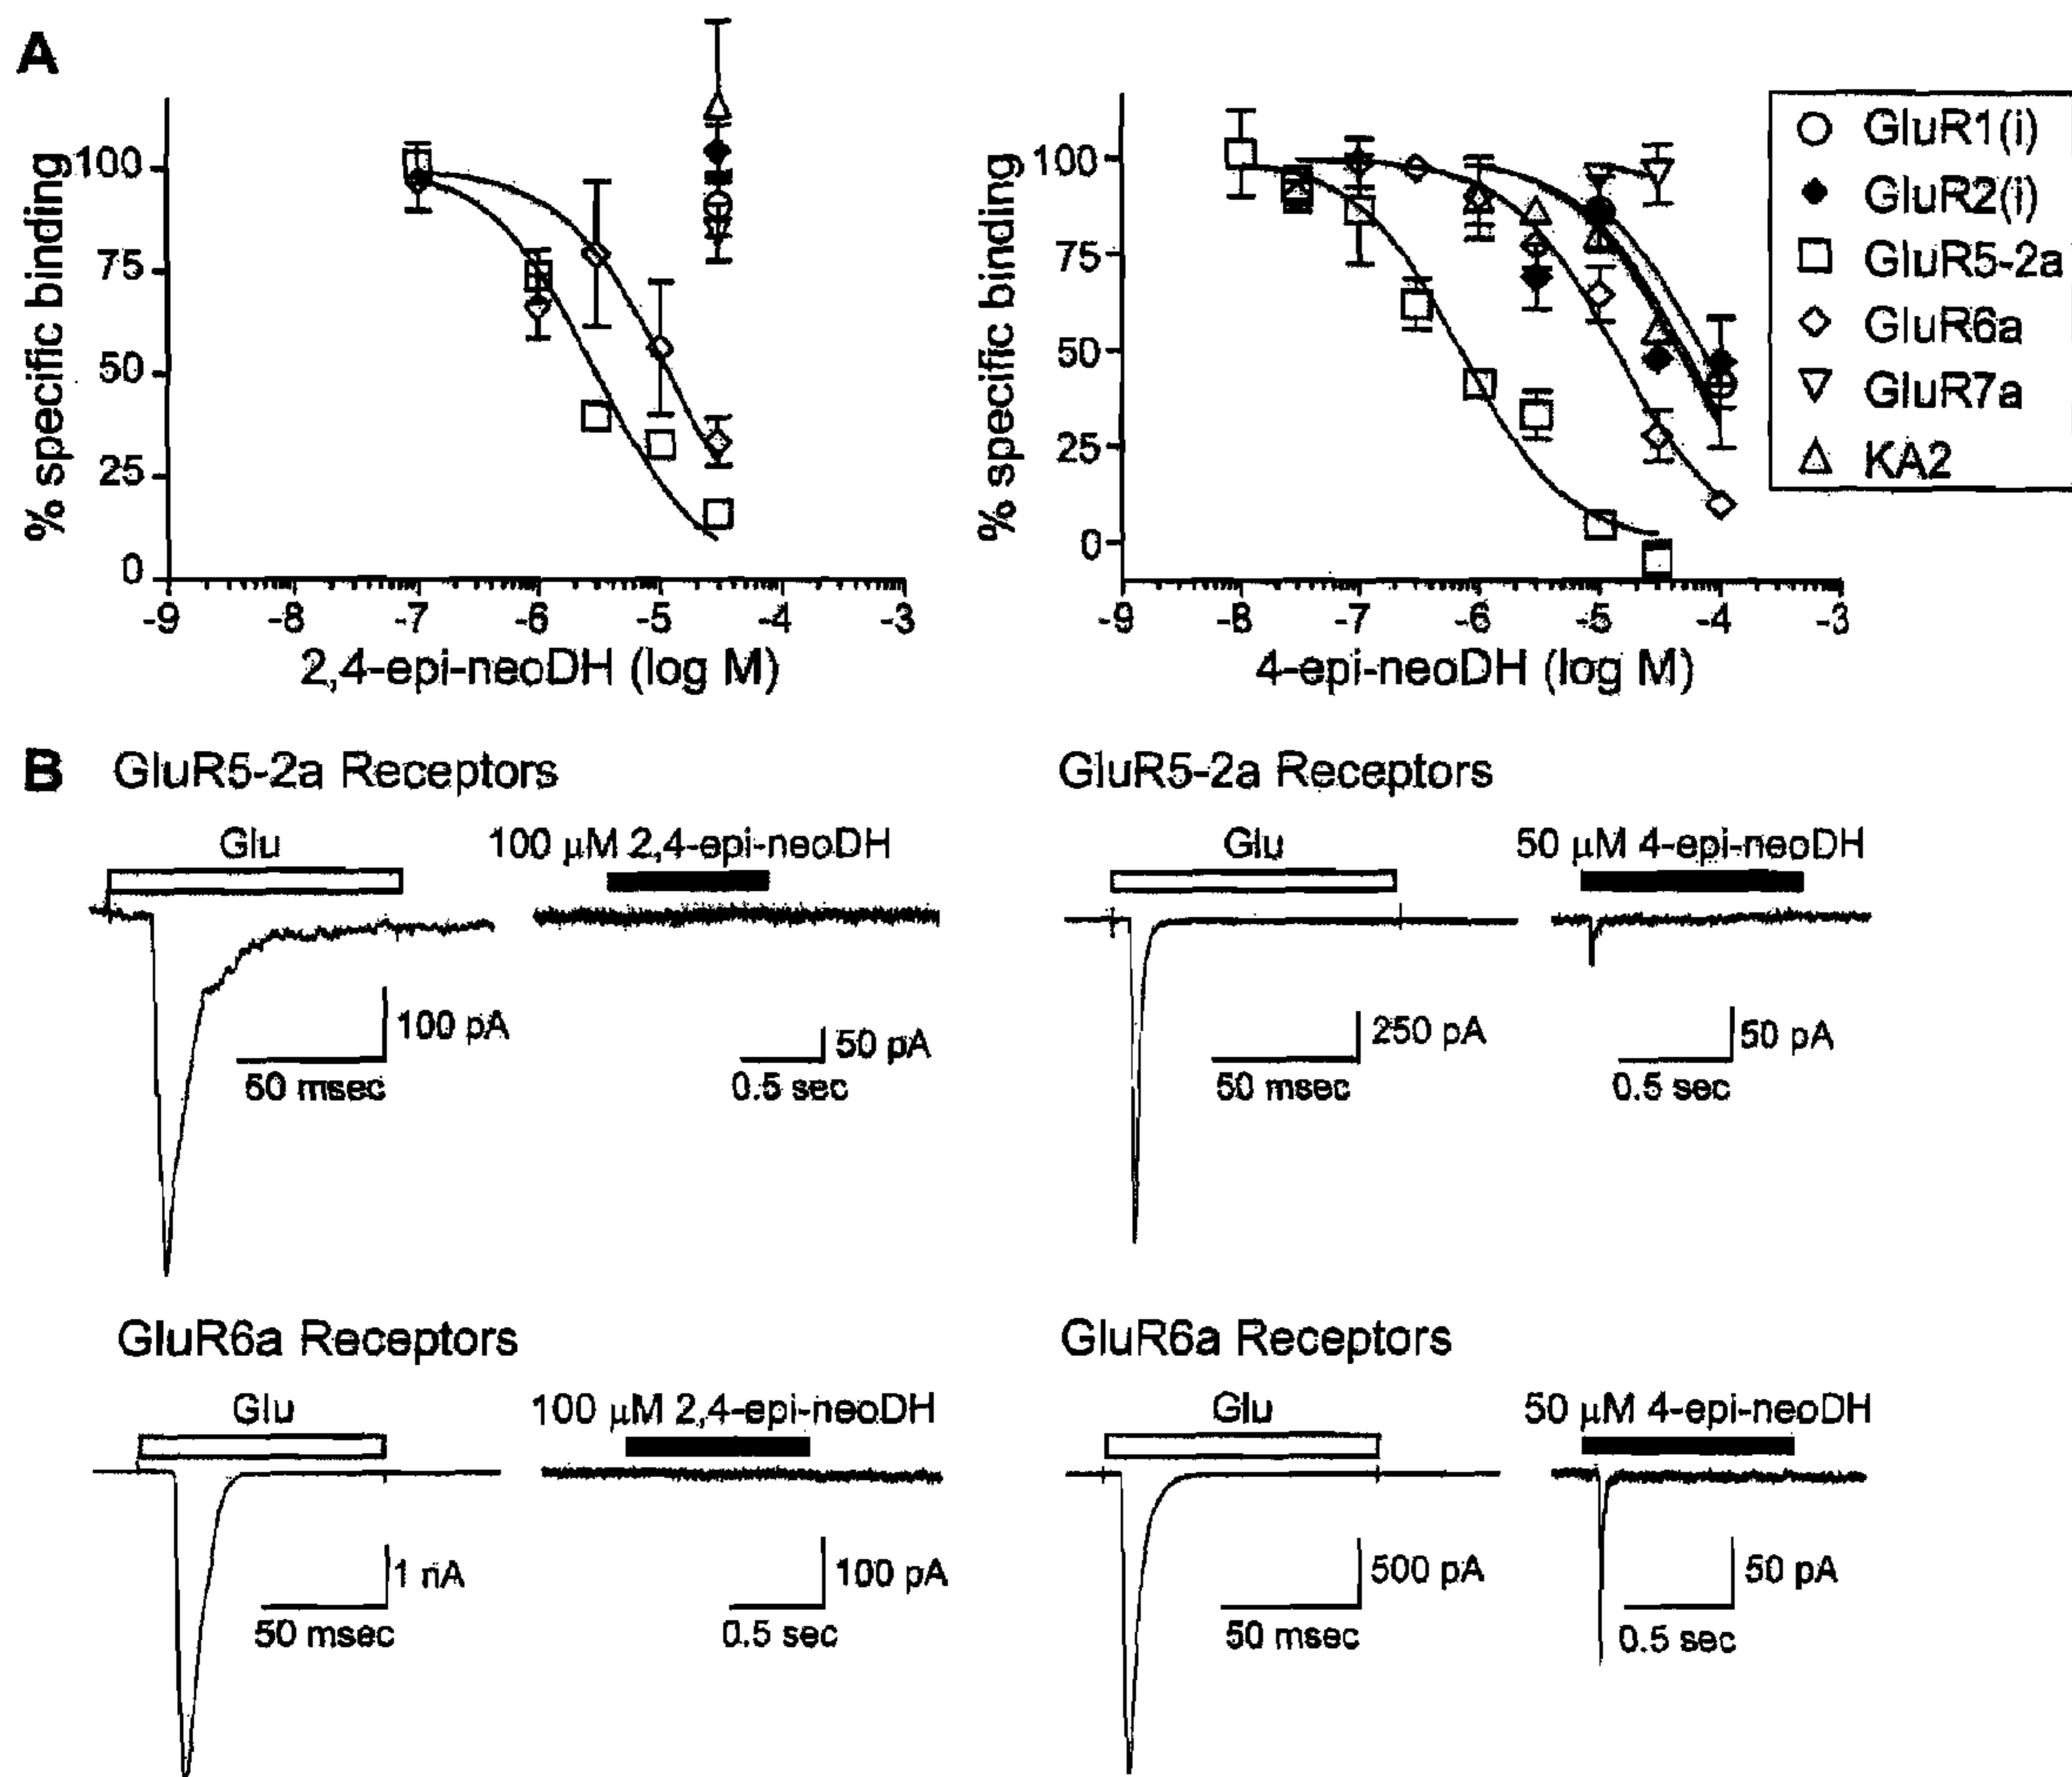 A
% specific binding
100
75
50
25
0
-9 -8 -7 -6 -5 -4 -3
2,4-epi-neoDH (log M)
% specific binding
100
75
50
25
0
-9 -8 -7 -6 -5 -4 -3
4-epi-neoDH (log M)
GluR1(i)
GluR2(i)
GluR5-2a
GluR6a
GluR7a
KA2
B
GluR5-2a Receptors
Glu
100 µM 2,4-epi-neoDH
100 pA
50 msec
50 pA
0.5 sec
GluR5-2a Receptors
Glu
50 µM 4-epi-neoDH
250 pA
50 msec
50 pA
0.5 sec
GluR6a Receptors
Glu
100 µM 2,4-epi-neoDH
1 nA
50 msec
100 pA
0.5 sec
GluR6a Receptors
Glu
50 µM 4-epi-neoDH
500 pA
50 msec
50 pA
0.5 sec